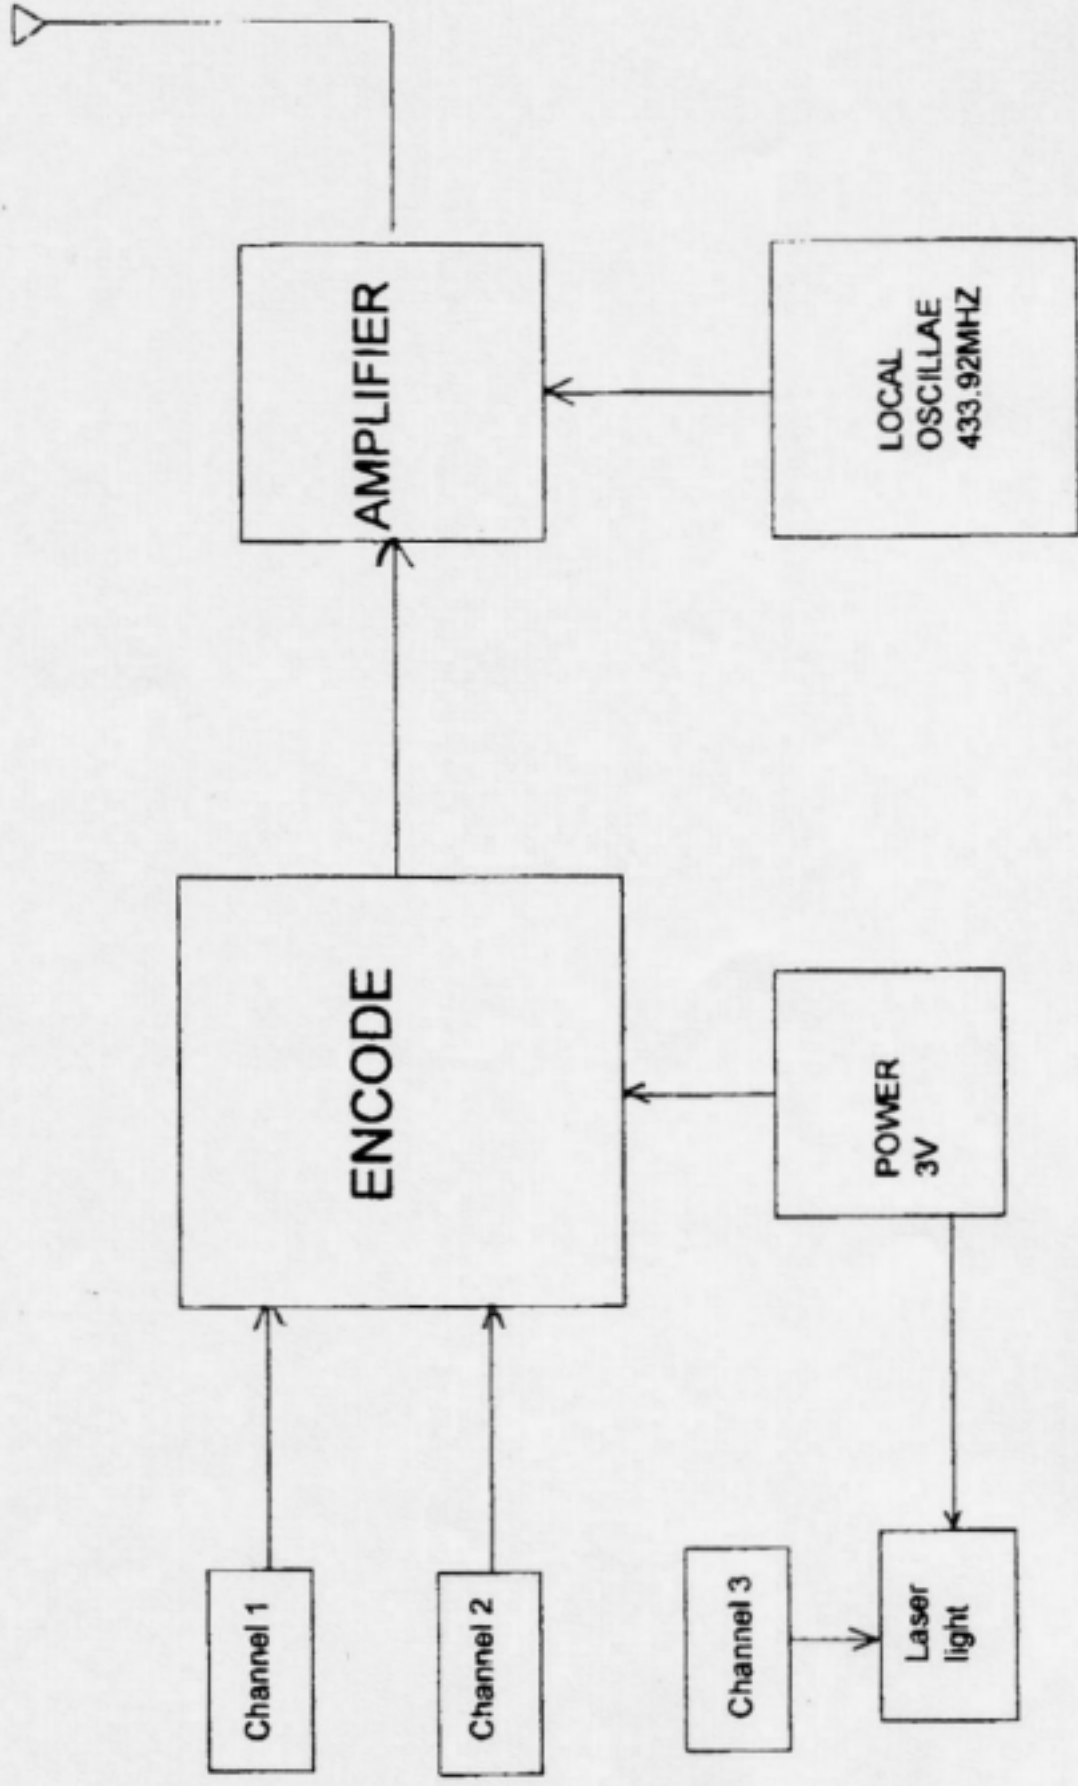 Channel 1
Channel 2
Channel 3
Laser
light
ENCODE
POWER
3V
AMPLIFIER
LOCAL
OSCILLAE
433.92MHZ